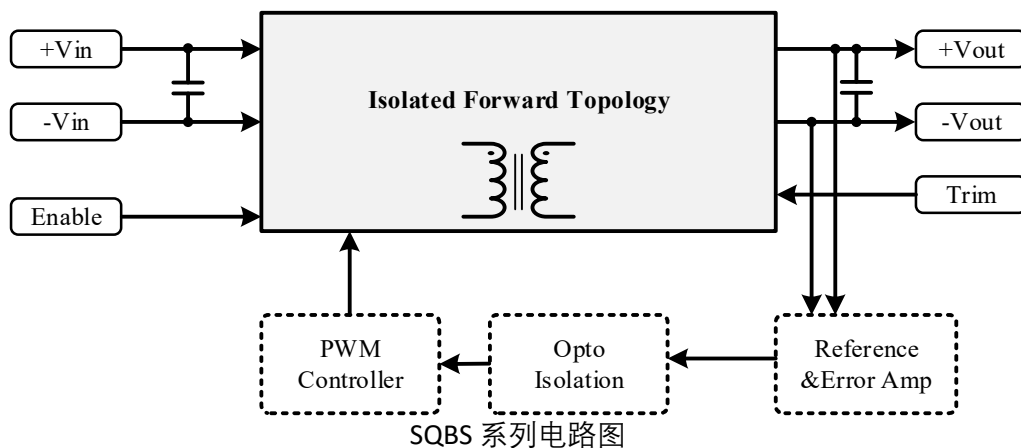 +Vin
-Vin
Enable
Isolated Forward Topology
+Vout
-Vout
Trim
PWM
Controller
Opto
Isolation
Reference
&Error Amp
SQBS 系列电路图